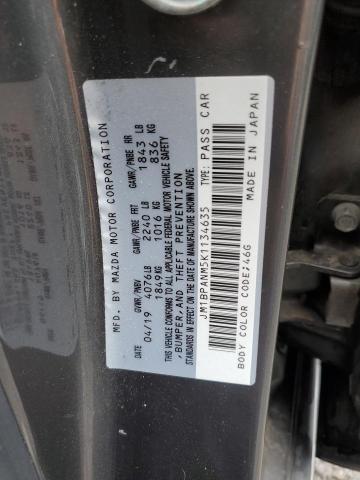 MFD. BY MAZDA MOTOR CORPORATION
GVWR/PNBV GAWR/PNBE FRT GAWR/PNBE RR
04/19 4076LB 2240 LB 1843 LB
1849KG 1016 KG 836 KG
THIS VEHICLE CONFORMS TO ALL APPLICABLE FEDERAL MOTOR VEHICLE SAFETY
,BUMPER,AND THEFT PREVENTION
STANDARDS IN EFFECT ON THE DATE OF MANUFACTURE SHOWN ABOVE.
JM1BPANM5K1134635 TYPE: PASS CAR
MADE IN JAPAN
BODY COLOR CODE;46G